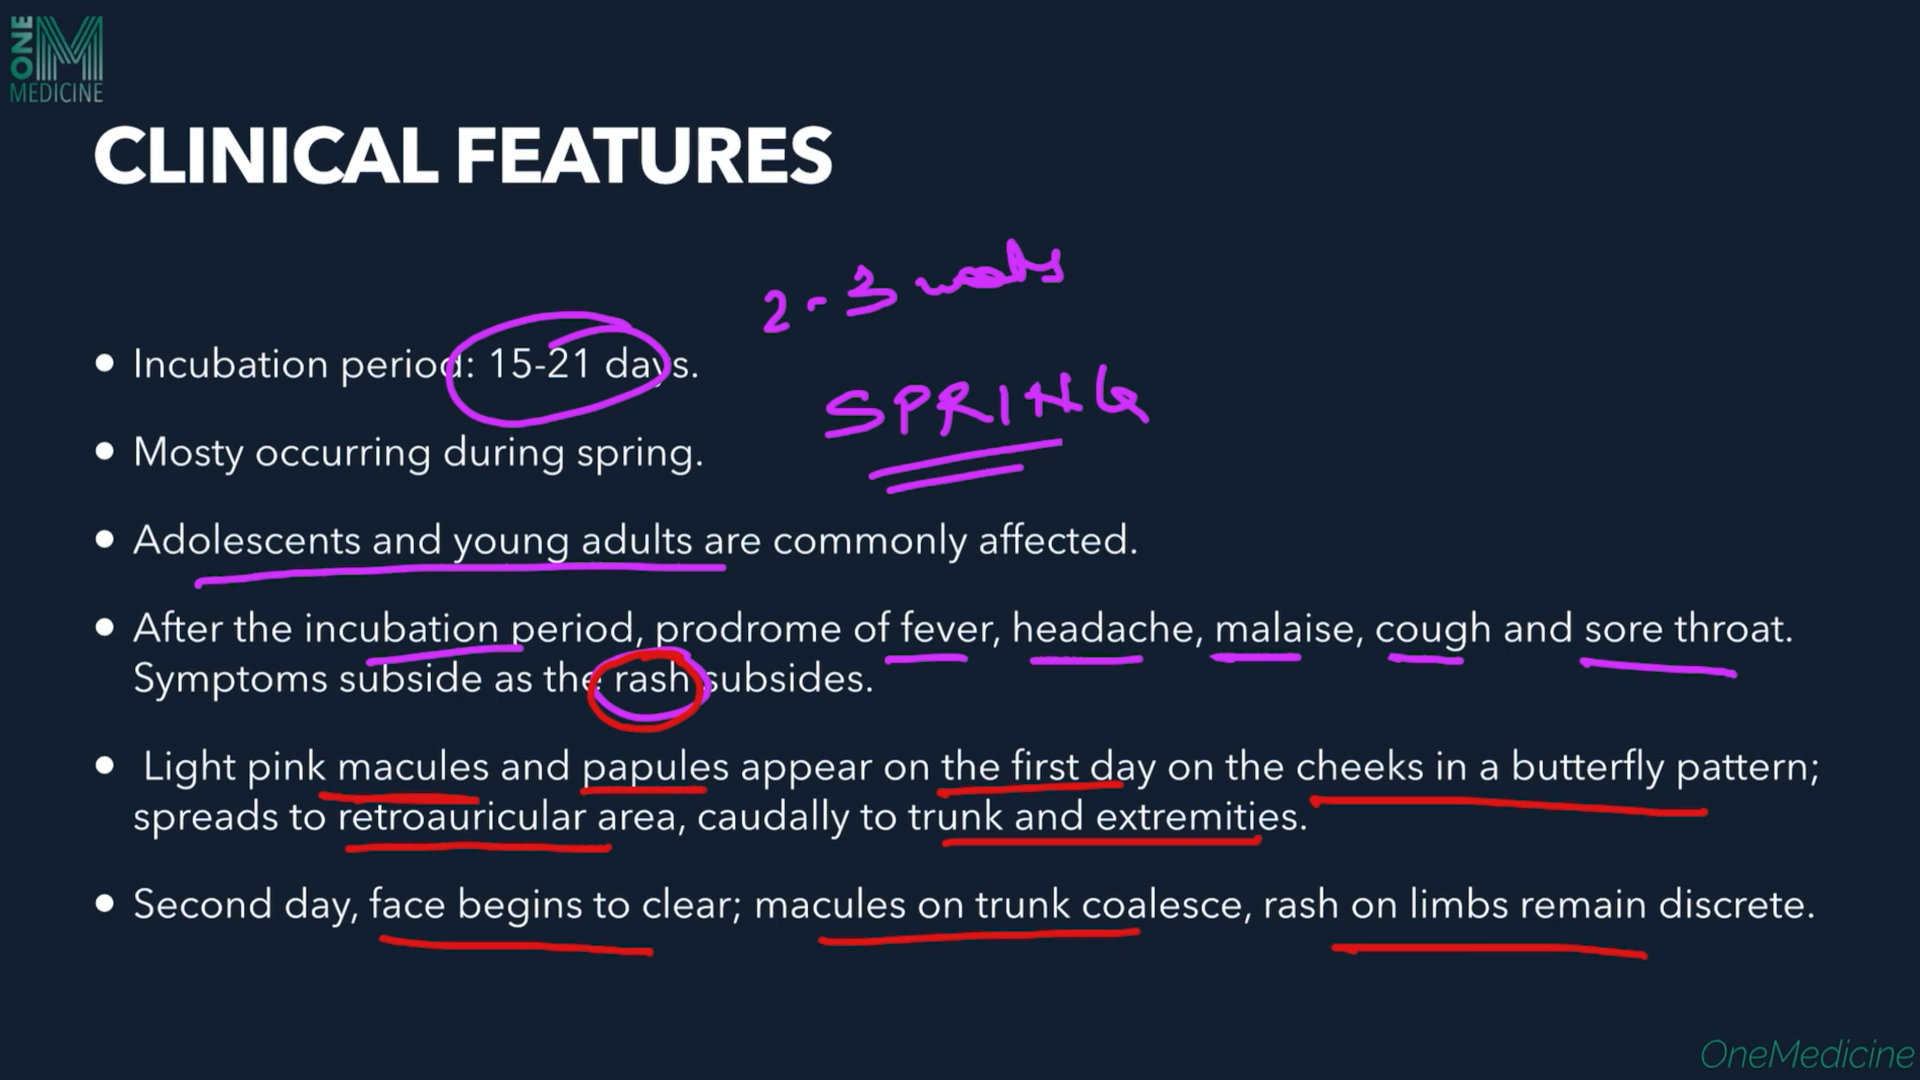 ONE
M
MEDICINE
CLINICAL FEATURES
2-3 weeks
• Incubation period: 15-21 days.
SPRING
• Mosty occurring during spring.
• Adolescents and young adults are commonly affected.
• After the incubation period, prodrome of fever, headache, malaise, cough and sore throat.
Symptoms subside as the rash subsides.
• Light pink macules and papules appear on the first day on the cheeks in a butterfly pattern;
spreads to retroauricular area, caudally to trunk and extremities.
• Second day, face begins to clear; macules on trunk coalesce, rash on limbs remain discrete.
OneMedicine